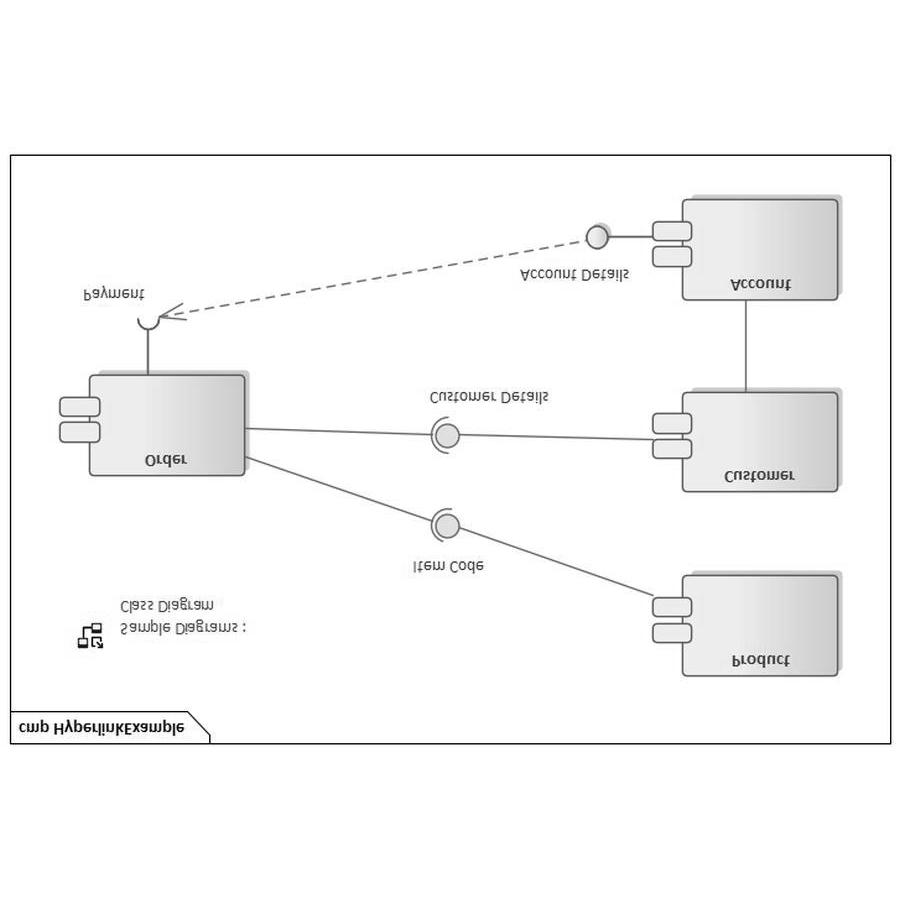 cmp HyperlinkExample
Sample Diagrams :
Class Diagram
Product
Item Code
Order
Customer
Customer Details
Payment
Account
Account Details